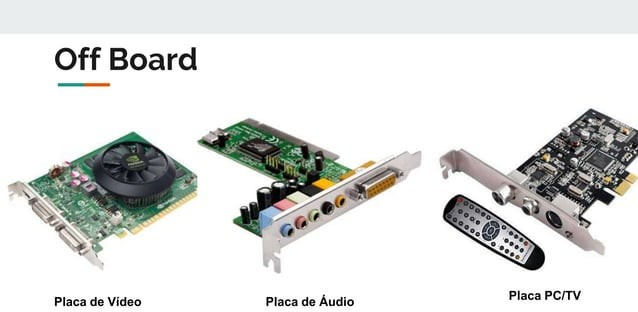 Off Board
Placa de Vídeo
Placa de Áudio
Placa PC/TV